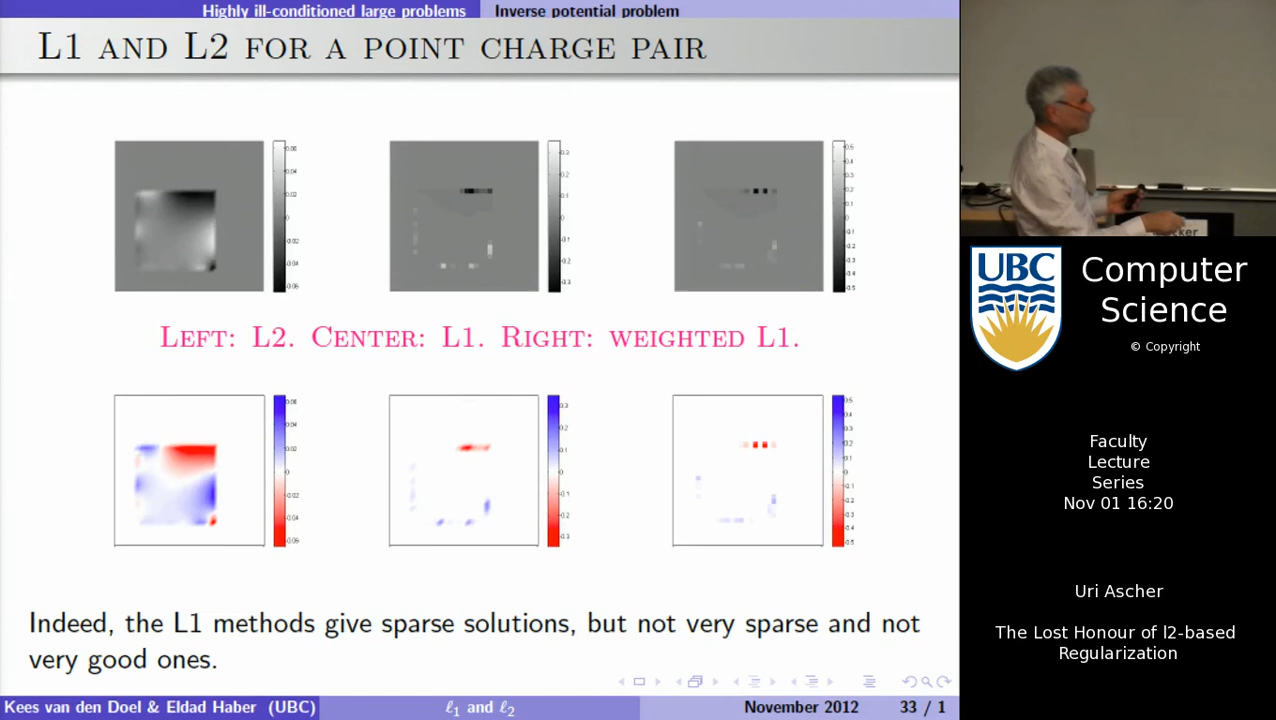 Highly ill-conditioned large problems Inverse potential problem
L1 AND L2 FOR A POINT CHARGE PAIR
LEFT: L2. CENTER: L1. RIGHT: WEIGHTED L1.
Indeed, the L1 methods give sparse solutions, but not very sparse and not
very good ones.
Kees van den Doel & Eldad Haber (UBC) ℓ1 and ℓ2 November 2012 33 / 1
UBC
Computer
Science
© Copyright
Faculty
Lecture
Series
Nov 01 16:20
Uri Ascher
The Lost Honour of l2-based
Regularization